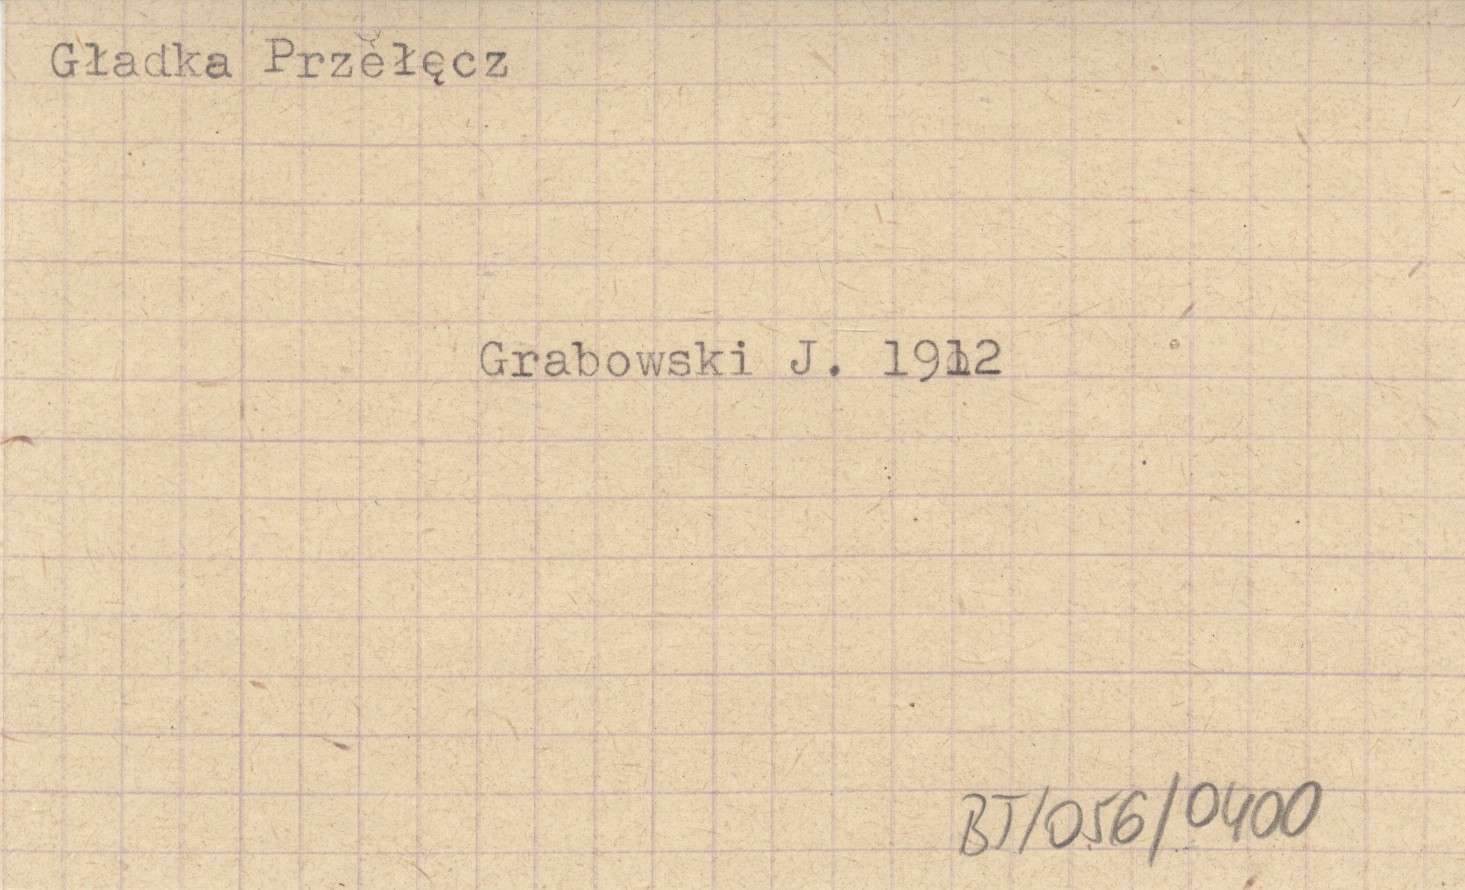 Gładka Przełęcz
Grabowski J. 1912
BT/056/0400